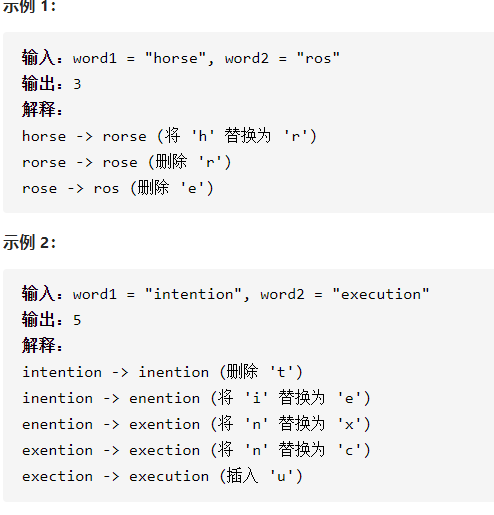 示例 1：
输入：word1 = "horse", word2 = "ros"
输出：3
解释：
horse -> rorse (将 'h' 替换为 'r')
rorse -> rose (删除 'r')
rose -> ros (删除 'e')
示例 2：
输入：word1 = "intention", word2 = "execution"
输出：5
解释：
intention -> inention (删除 't')
inention -> enention (将 'i' 替换为 'e')
enention -> exention (将 'n' 替换为 'x')
exention -> exection (将 'n' 替换为 'c')
exection -> execution (插入 'u')